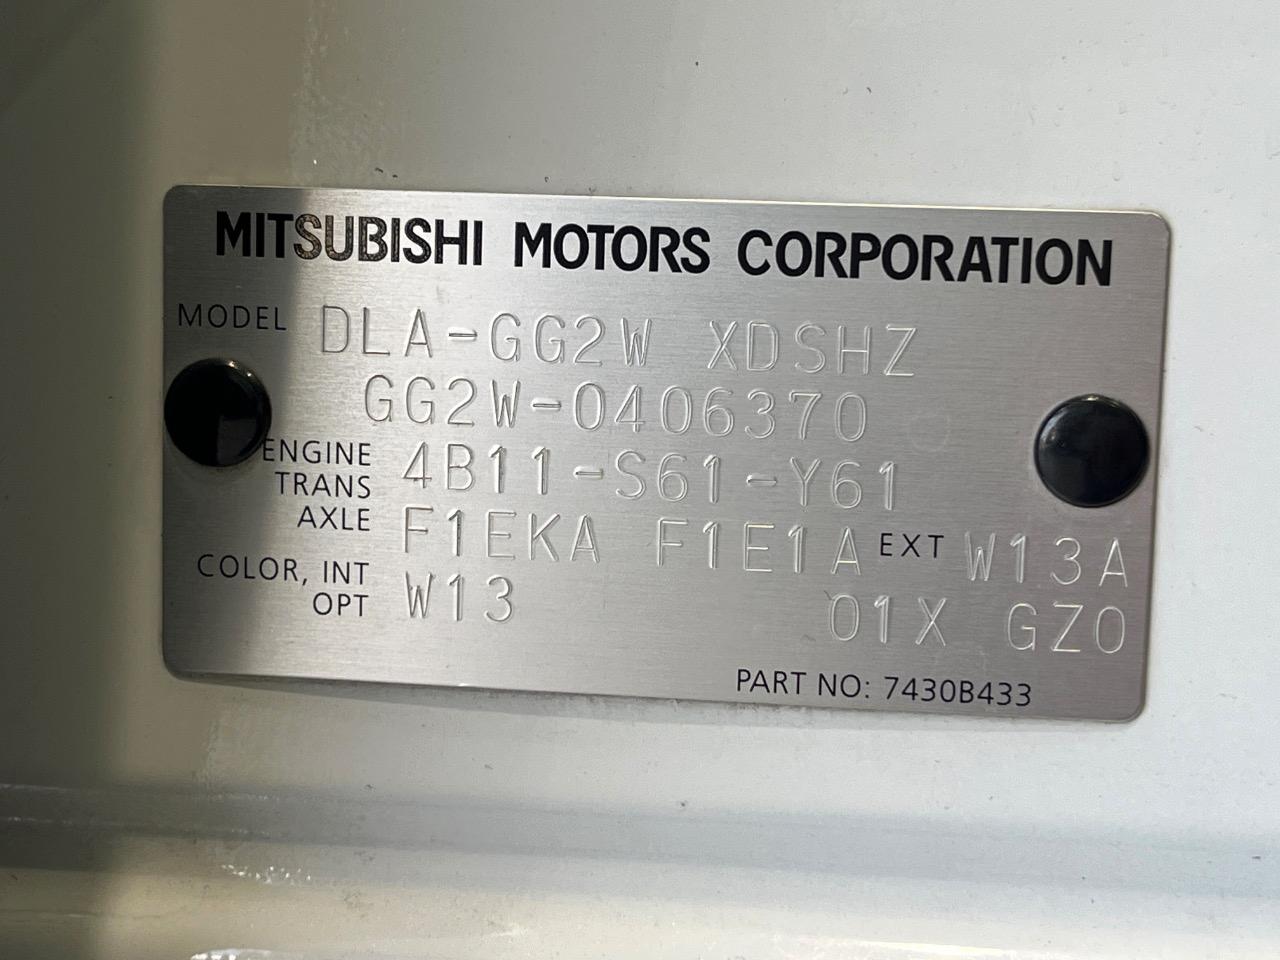 MITSUBISHI MOTORS CORPORATION
MODEL DLA-GG2W XDSHZ
GG2W-0406370
ENGINE 4B11-S61-Y61
TRANS
AXLE F1EKA F1E1A EXT W13A
COLOR, INT W13 01X GZ0
OPT
PART NO: 7430B433